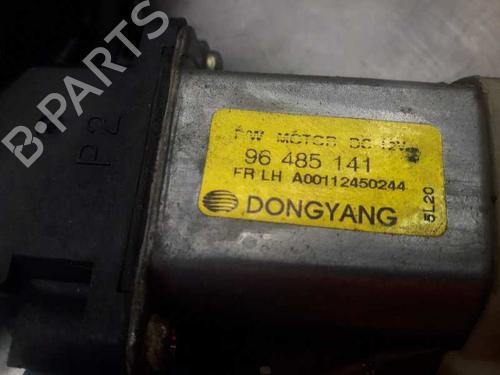 B-PARTS
P2
P/W MOTOR DC 12V
96 485 141
FR LH A00112450244
DONGYANG
5L20